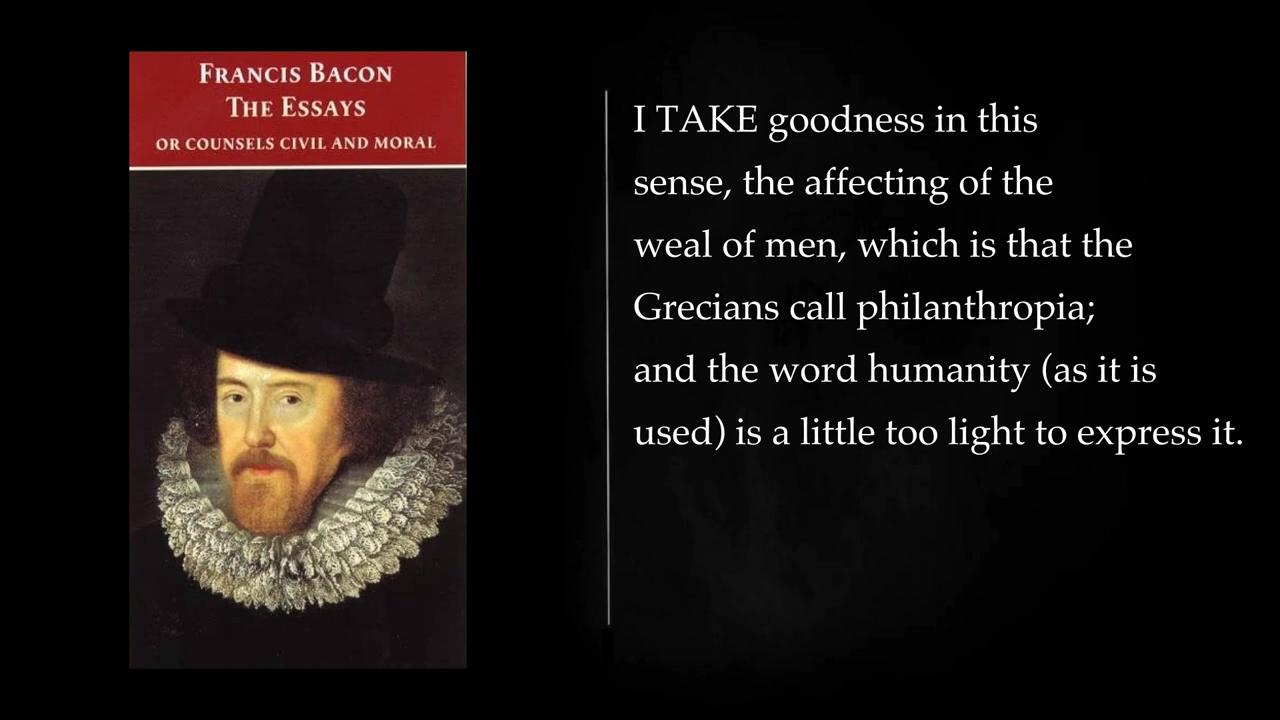 FRANCIS BACON
THE ESSAYS
OR COUNSELS CIVIL AND MORAL
I TAKE goodness in this
sense, the affecting of the
weal of men, which is that the
Grecians call philanthropia;
and the word humanity (as it is
used) is a little too light to express it.